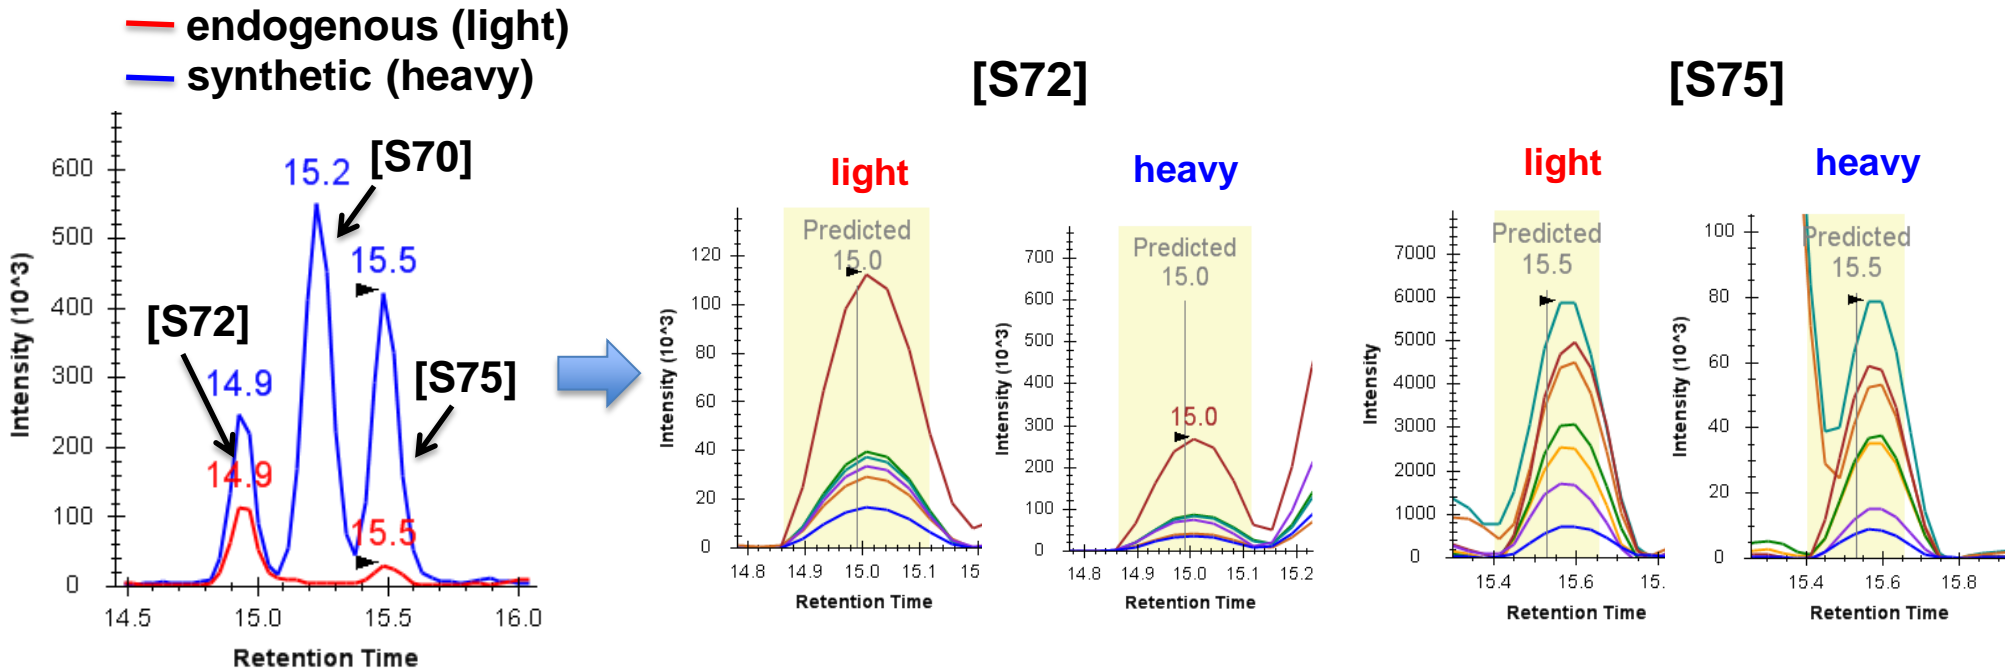 endogenous (light)
synthetic (heavy)
[S72]
[S75]
600
500
400
300
200
100
0
14.5
15.0
15.5
16.0
Intensity (10^3)
Retention Time
15.2
[S70]
15.5
[S72]
14.9
14.9
[S75]
15.5
light
Predicted
15.0
120
100
80
60
40
20
0
14.8
14.9
15.0
15.1
15
Intensity (10^3)
Retention Time
heavy
Predicted
15.0
15.0
700
600
500
400
300
200
100
0
14.8
14.9
15.0
15.1
15.2
Intensity (10^3)
Retention Time
light
Predicted
15.5
7000
6000
5000
4000
3000
2000
1000
0
15.4
15.6
15.
Intensity
Retention Time
heavy
Predicted
15.5
100
80
60
40
20
0
15.4
15.6
15.8
Intensity (10^3)
Retention Time